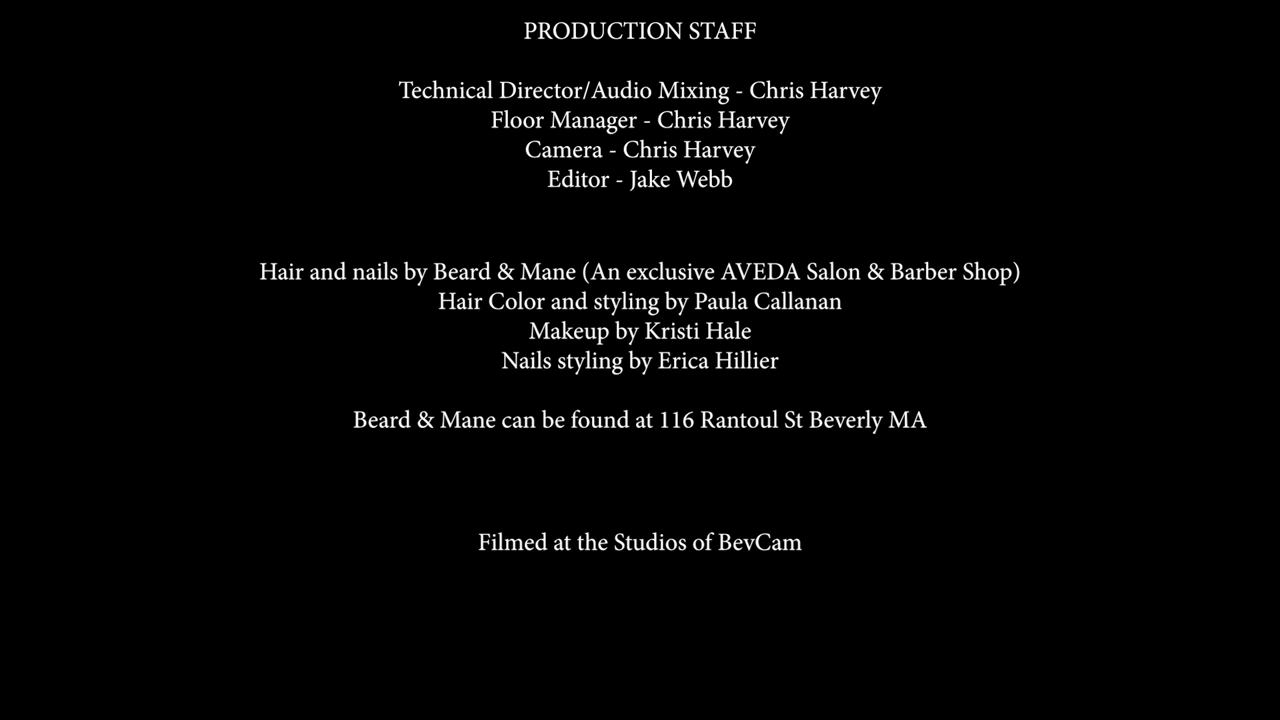 PRODUCTION STAFF
Technical Director/Audio Mixing - Chris Harvey
Floor Manager - Chris Harvey
Camera - Chris Harvey
Editor - Jake Webb
Hair and nails by Beard & Mane (An exclusive AVEDA Salon & Barber Shop)
Hair Color and styling by Paula Callanan
Makeup by Kristi Hale
Nails styling by Erica Hillier
Beard & Mane can be found at 116 Rantoul St Beverly MA
Filmed at the Studios of BevCam